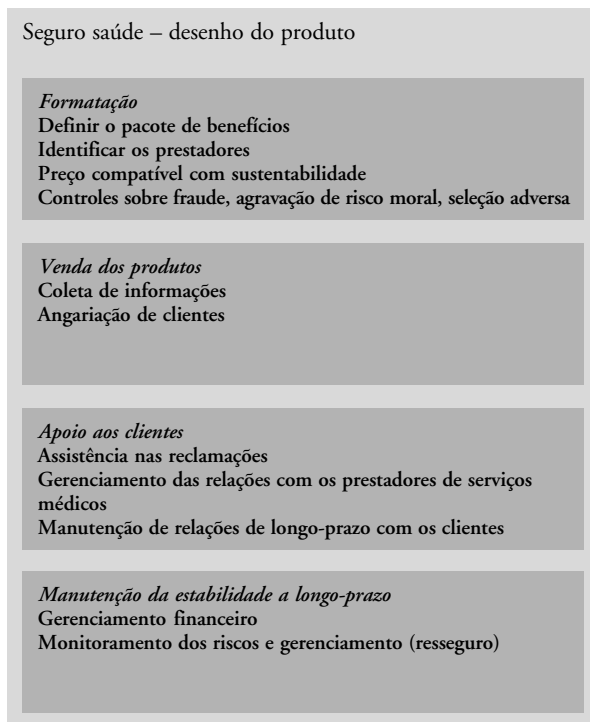 Seguro saúde – desenho do produto
Formatação
Definir o pacote de benefícios
Identificar os prestadores
Preço compatível com sustentabilidade
Controles sobre fraude, agravação de risco moral, seleção adversa
Venda dos produtos
Coleta de informações
Angariação de clientes
Apoio aos clientes
Assistência nas reclamações
Gerenciamento das relações com os prestadores de serviços
médicos
Manutenção de relações de longo-prazo com os clientes
Manutenção da estabilidade a longo-prazo
Gerenciamento financeiro
Monitoramento dos riscos e gerenciamento (resseguro)